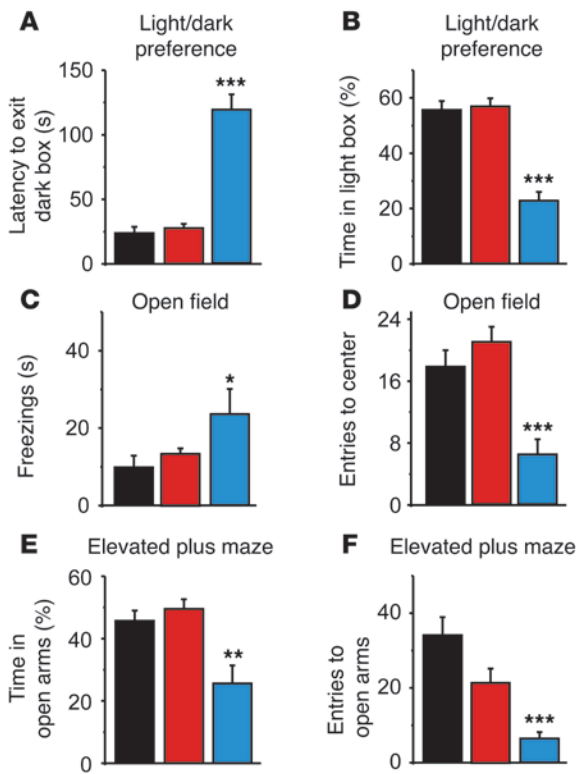 A
Light/dark
preference
Latency to exit
dark box (s)
150
100
50
0
***
B
Light/dark
preference
Time in light box (%)
60
40
20
0
***
C
Open field
Freezings (s)
40
20
0
*
D
Open field
Entries to center
24
16
8
0
***
E
Elevated plus maze
Time in
open arms (%)
60
40
20
0
**
F
Elevated plus maze
Entries to
open arms
40
20
0
***